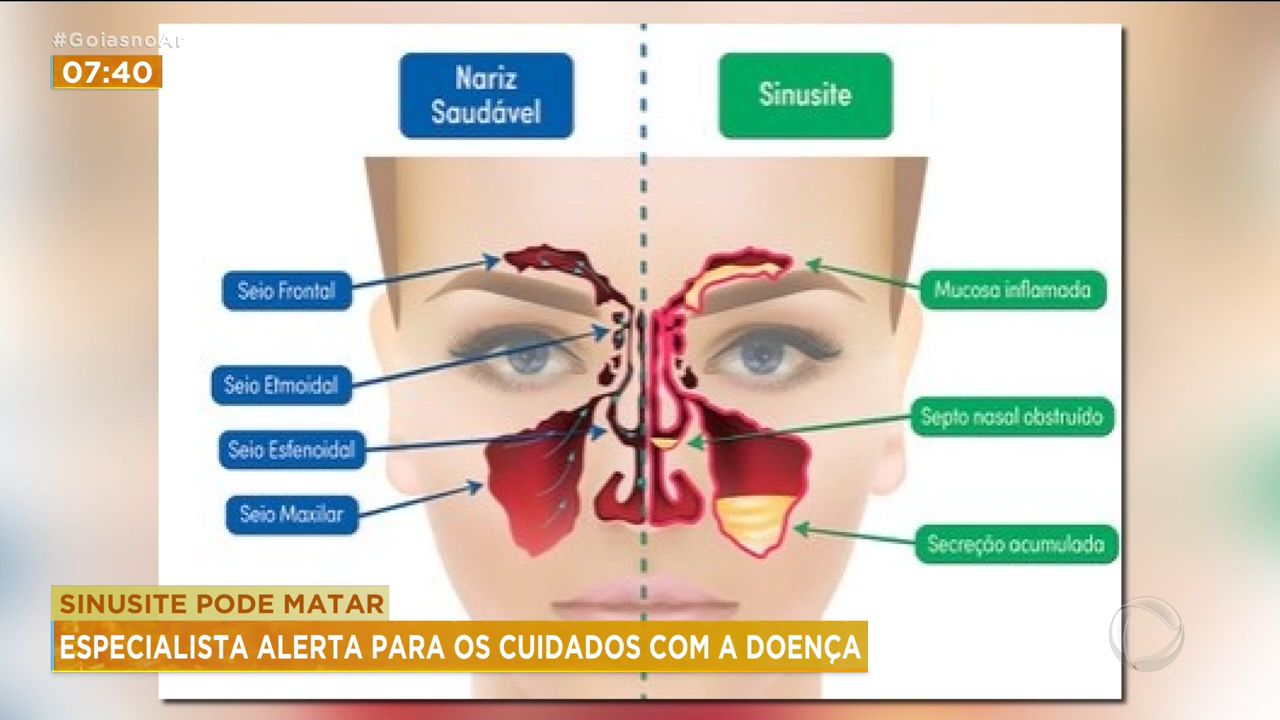 #GoiasnoAr
07:40
Nariz
Saudável
Sinusite
Seio Frontal
Seio Etmoidal
Seio Esfenoidal
Seio Maxilar
Mucosa inflamada
Septo nasal obstruído
Secreção acumulada
SINUSITE PODE MATAR
ESPECIALISTA ALERTA PARA OS CUIDADOS COM A DOENÇA